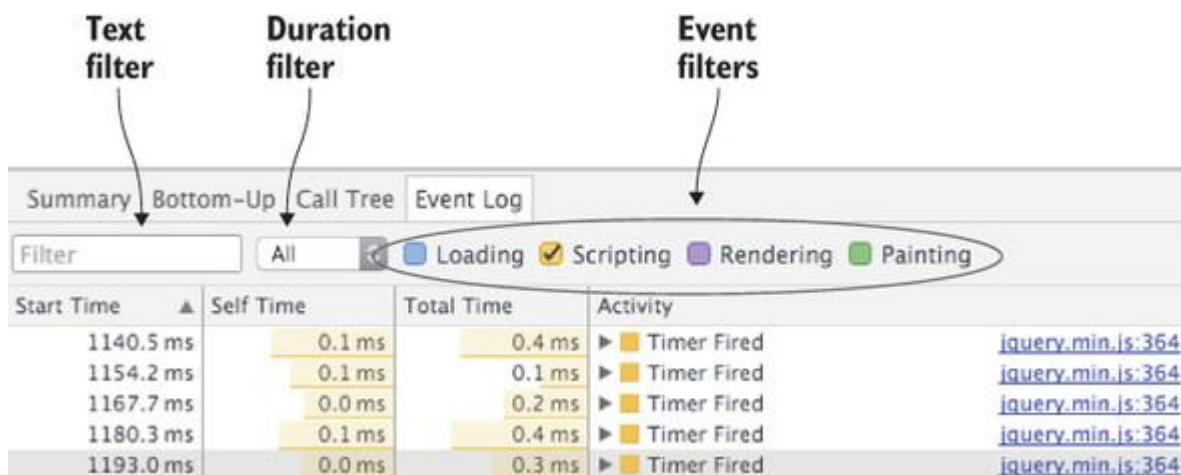 Text filter
Duration filter
Event filters
Summary Bottom-Up Call Tree Event Log
Filter All Loading Scripting Rendering Painting
Start Time Self Time Total Time Activity
1140.5 ms 0.1 ms 0.4 ms Timer Fired jquery.min.js:364
1154.2 ms 0.1 ms 0.1 ms Timer Fired jquery.min.js:364
1167.7 ms 0.0 ms 0.2 ms Timer Fired jquery.min.js:364
1180.3 ms 0.1 ms 0.4 ms Timer Fired jquery.min.js:364
1193.0 ms 0.0 ms 0.3 ms Timer Fired jquery.min.js:364